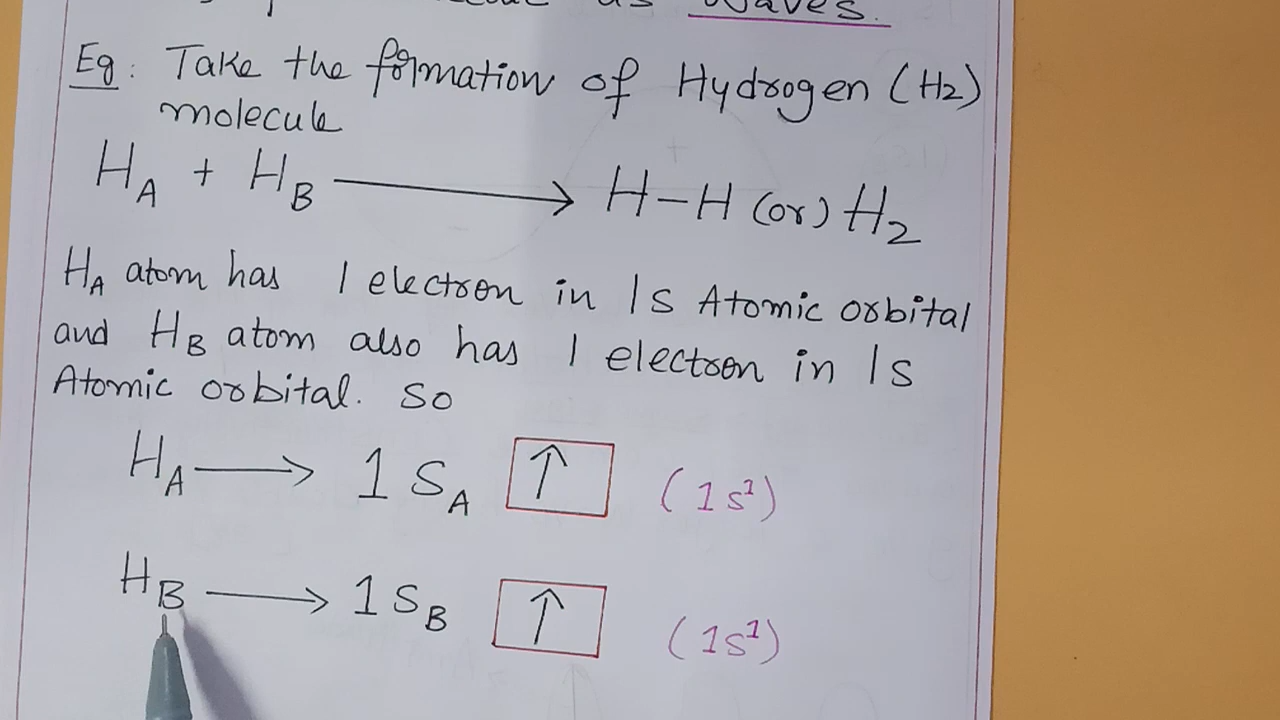 as Waves.
Eg: Take the formation of Hydrogen (H2)
molecule
HA + HB ⟶ H-H (or) H2
HA atom has 1 electron in 1s Atomic orbital
and HB atom also has 1 electron in 1s
Atomic orbital. So
HA ⟶ 1SA ↑ (1s¹)
HB ⟶ 1SB ↑ (1s¹)